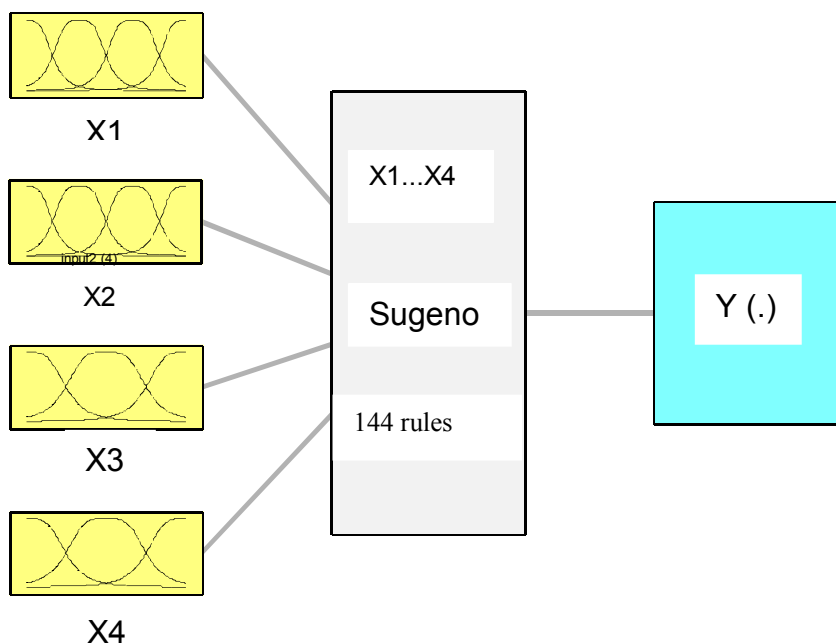 X1
X1...X4
input2 (4)
X2
Sugeno
Y (.)
X3
144 rules
X4